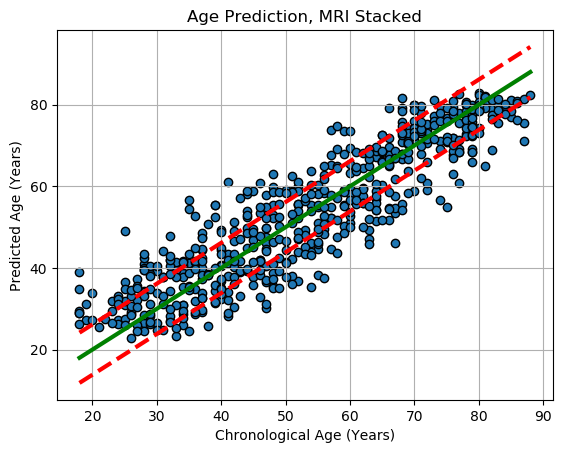 Age Prediction, MRI Stacked
80
60
40
20
Predicted Age (Years)
20 30 40 50 60 70 80 90
Chronological Age (Years)